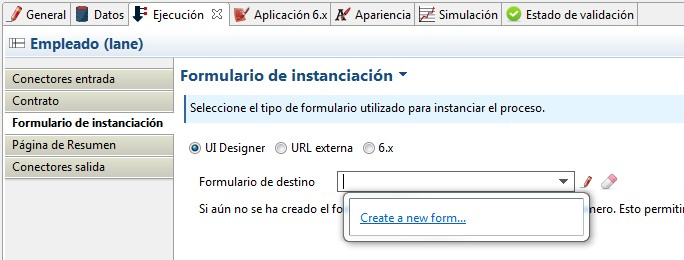 General Datos Ejecución Aplicación 6.x Apariencia Simulación Estado de validación
Empleado (lane)
Conectores entrada
Contrato
Formulario de instanciación
Página de Resumen
Conectores salida
Formulario de instanciación
Seleccione el tipo de formulario utilizado para instanciar el proceso.
UI Designer URL externa 6.x
Formulario de destino
Si aún no se ha creado el fo mero. Esto permitir
Create a new form...